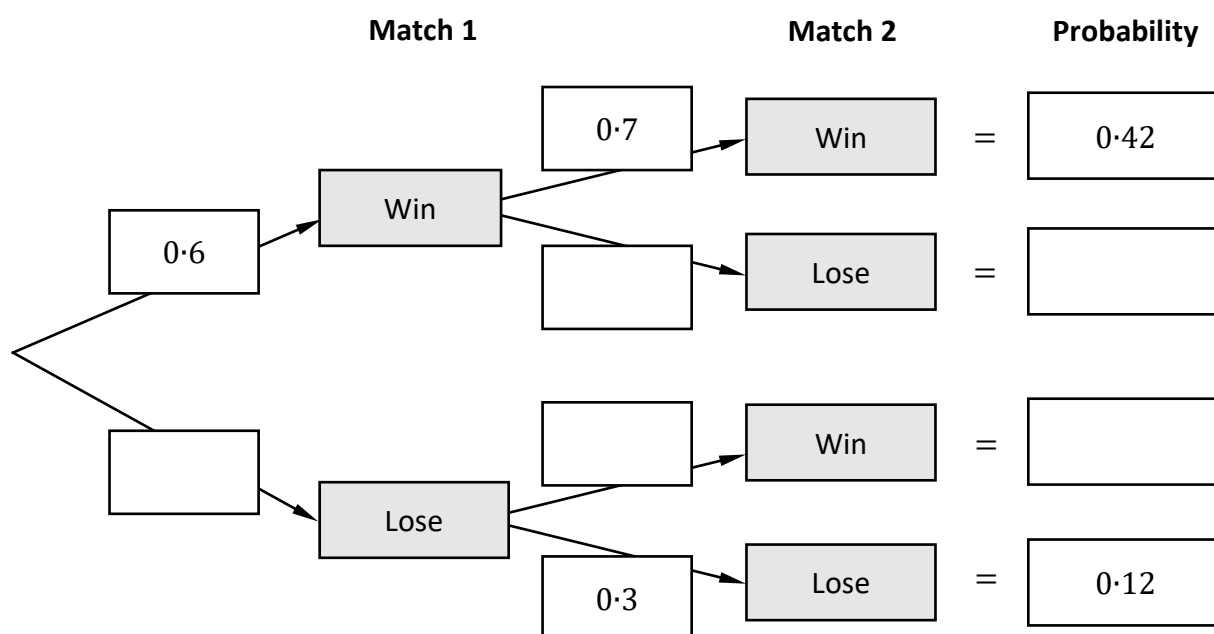 Match 1 Match 2 Probability
0·7 Win = 0·42
Win
0·6
Lose =
Win =
Lose
Lose = 0·12
0·3